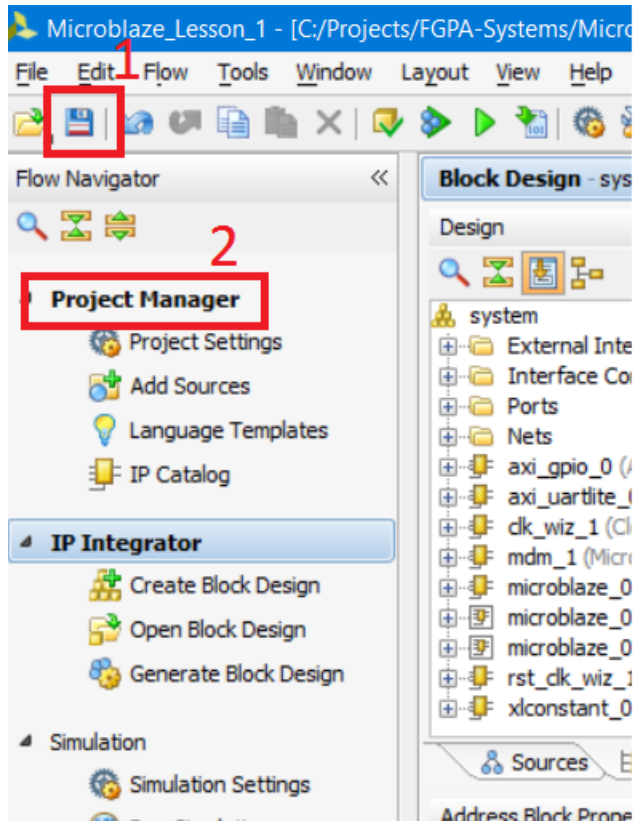 Microblaze_Lesson_1 - [C:/Projects/FGPA-Systems/Micro
1
File Edit Flow Tools Window Layout View Help
Flow Navigator
Block Design - sys
Design
2
Project Manager
Project Settings
Add Sources
Language Templates
IP Catalog
IP Integrator
Create Block Design
Open Block Design
Generate Block Design
Simulation
Simulation Settings
system
External Inte
Interface Co
Ports
Nets
axi_gpio_0 (
axi_uartlite_
clk_wiz_1 (Cl
mdm_1 (Micr
microblaze_0
microblaze_0
microblaze_0
rst_clk_wiz_1
xlconstant_0
Sources
Address Block Prope